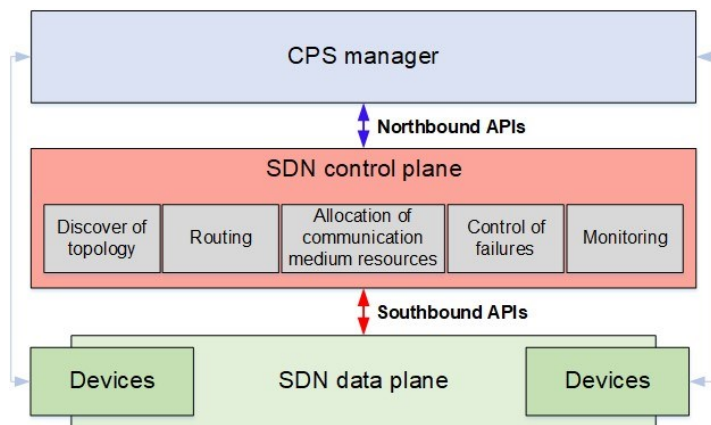 CPS manager
Northbound APIs
SDN control plane
Discover of
topology
Routing
Allocation of
communication
medium resources
Control of
failures
Monitoring
Southbound APIs
Devices
SDN data plane
Devices